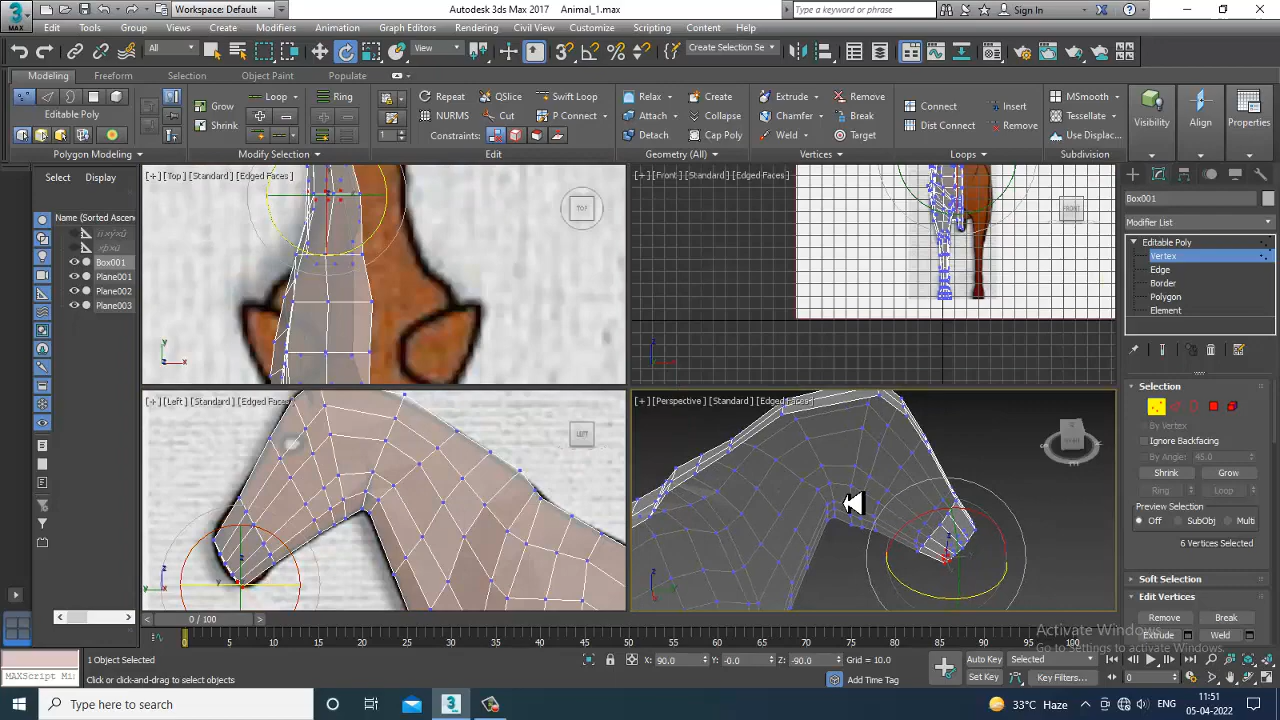 Workspace: Default
Autodesk 3ds Max 2017 Animal_1.max
Type a keyword or phrase
Sign In
MAX
Edit Tools Group Views Create Modifiers Animation Graph Editors Rendering Civil View Customize Scripting Content Help
All
View
Create Selection Se
Modeling Freeform Selection Object Paint Populate
Grow Loop Ring Repeat QSlice Swift Loop Relax Create Extrude Remove MSmooth
Editable Poly
Shrink NURMS Cut P Connect Attach Collapse Chamfer Break Connect Insert Tessellate
Constraints: Detach Cap Poly Weld Target Dist Connect Remove Use Displac...
Visibility Align Properties
Polygon Modeling Modify Selection Edit Geometry (All) Vertices Loops Subdivision
Select Display
Name (Sorted Ascen
Box001
Plane001
Plane002
Plane003
[+] [Top] [Standard] [Edged Faces]
TOP
[+] [Front] [Standard] [Edged Faces]
FRONT
[+] [Left] [Standard] [Edged Faces]
LEFT
[+] [Perspective] [Standard] [Edged Faces]
Box001
Modifier List
Editable Poly
Vertex
Edge
Border
Polygon
Element
Selection
By Vertex
Ignore Backfacing
By Angle: 45.0
Shrink Grow
Ring Loop
Preview Selection
Off SubObj Multi
6 Vertices Selected
Soft Selection
Edit Vertices
Remove Break
Extrude Weld
0 / 100
0 5 10 15 20 25 30 35 40 45 50 55 60 65 70 75 80 85 90 95 100
Activate Windows
Go to Settings to activate Windows.
1 Object Selected
X: 90.0 Y: -0.0 Z: -90.0 Grid = 10.0
Auto Key Selected
MAXScript Mi:
Click or click-and-drag to select objects
Add Time Tag
Set Key Key Filters...
0
Type here to search
33°C Haze
ENG
11:51
05-04-2022